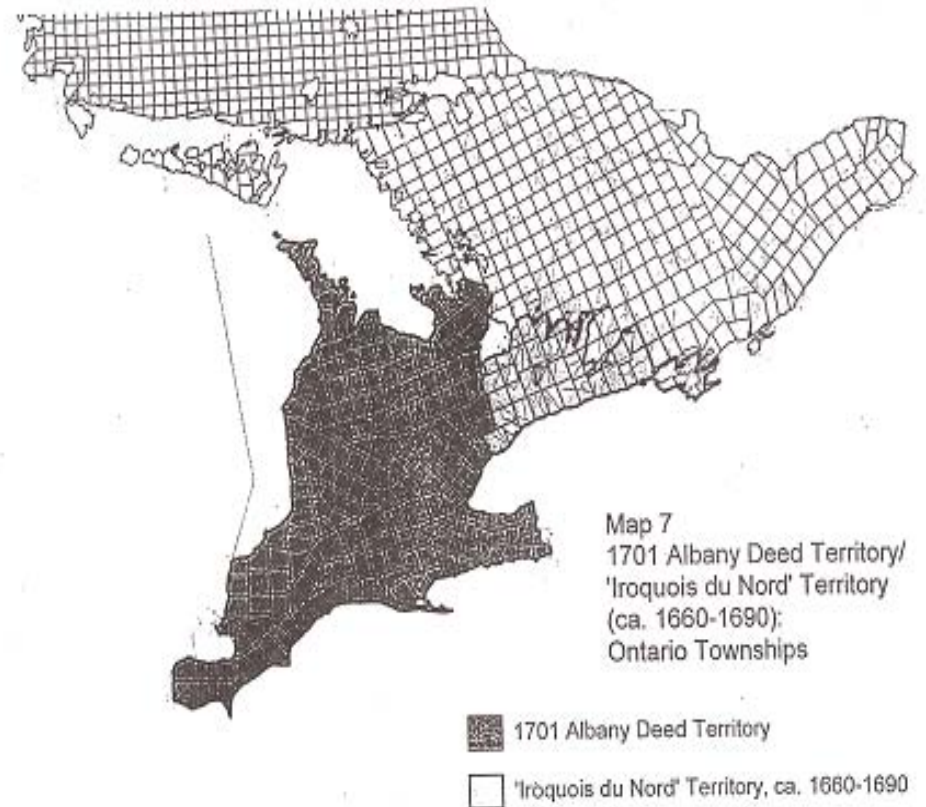 Map 7
1701 Albany Deed Territory/
'Iroquois du Nord' Territory
(ca. 1660-1690):
Ontario Townships
1701 Albany Deed Territory
'Iroquois du Nord' Territory, ca. 1660-1690